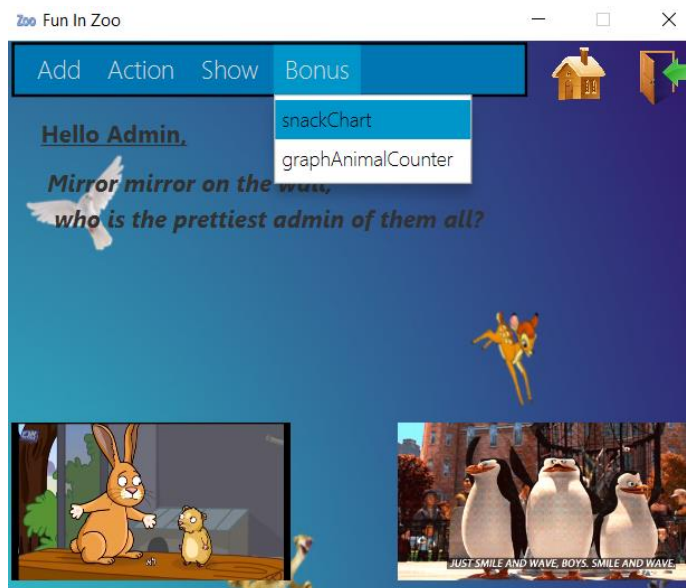 Zoo Fun In Zoo
Add Action Show Bonus
snackChart
graphAnimalCounter
Hello Admin,
Mirror mirror on the wall,
who is the prettiest admin of them all?
JUST SMILE AND WAVE, BOYS. SMILE AND WAVE.